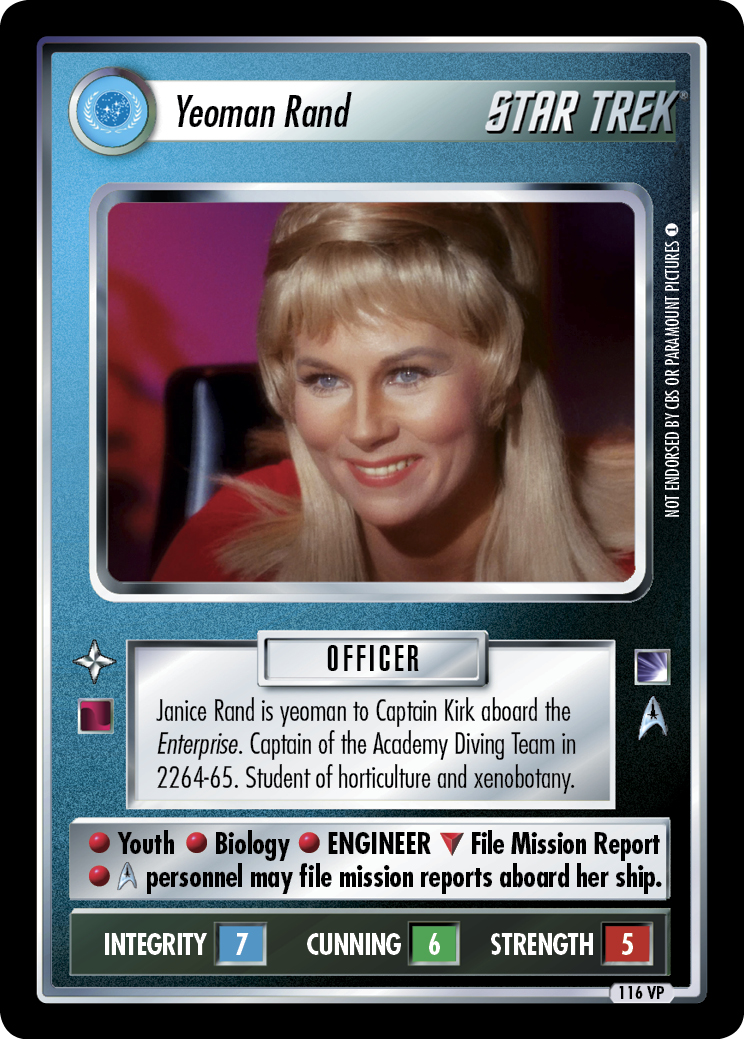 Yeoman Rand
STAR TREK®
NOT ENDORSED BY CBS OR PARAMOUNT PICTURES 1
OFFICER
Janice Rand is yeoman to Captain Kirk aboard the
Enterprise. Captain of the Academy Diving Team in
2264-65. Student of horticulture and xenobotany.
Youth Biology ENGINEER File Mission Report
personnel may file mission reports aboard her ship.
INTEGRITY 7 CUNNING 6 STRENGTH 5
116 VP